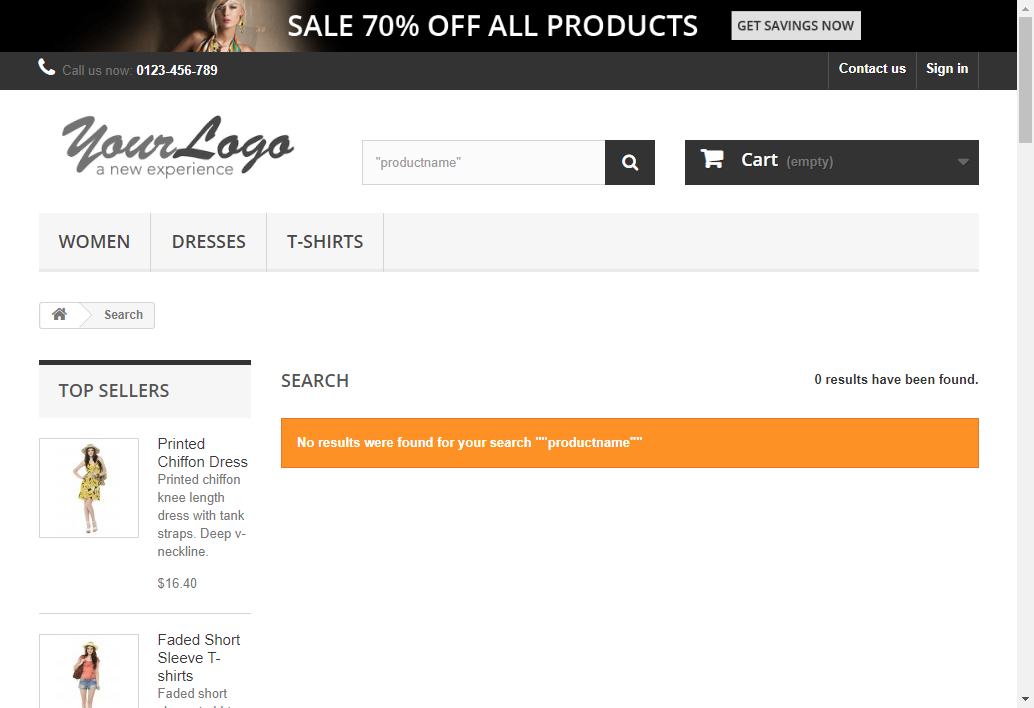 SALE 70% OFF ALL PRODUCTS
GET SAVINGS NOW
Call us now: 0123-456-789
Contact us
Sign in
YourLogo
a new experience
"productname"
Cart (empty)
WOMEN
DRESSES
T-SHIRTS
Search
TOP SELLERS
Printed
Chiffon Dress
Printed chiffon
knee length
dress with tank
straps. Deep v-
neckline.
$16.40
Faded Short
Sleeve T-
shirts
Faded short
SEARCH
0 results have been found.
No results were found for your search ""productname""